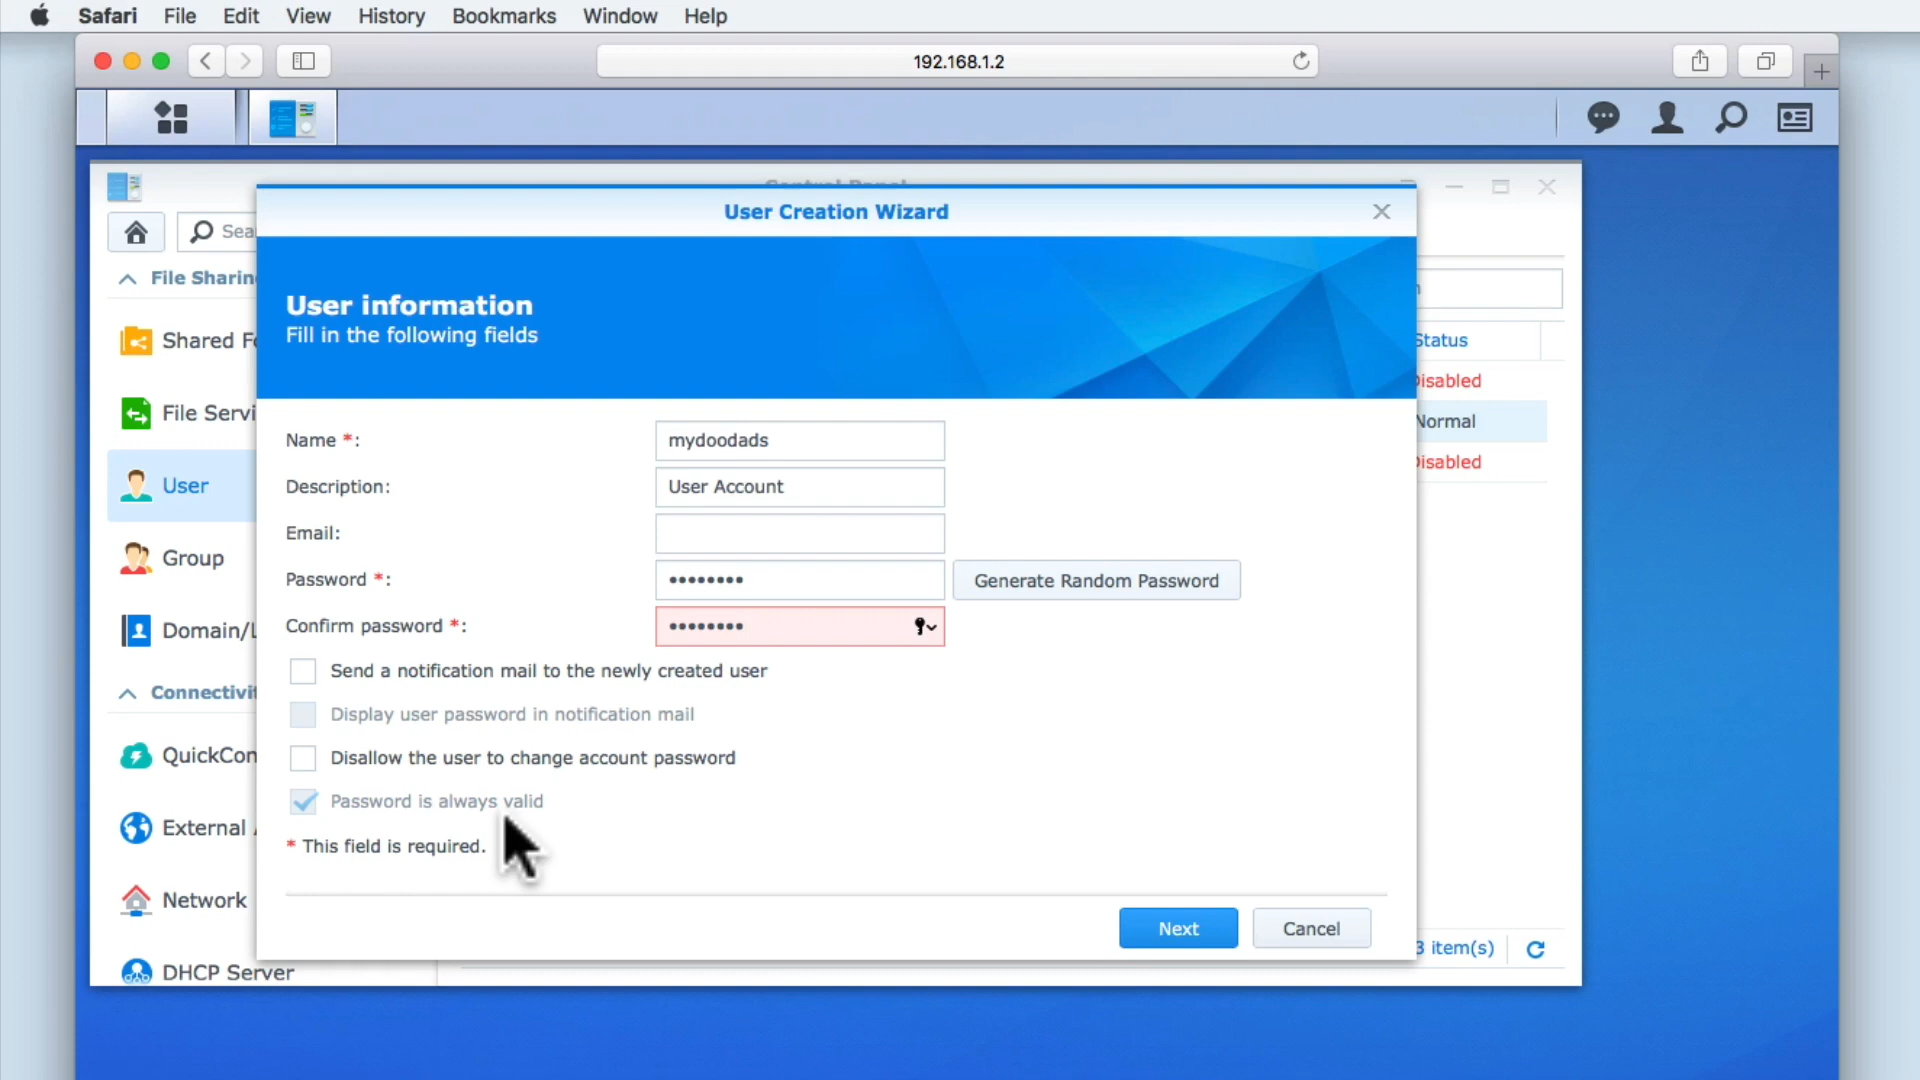 Safari File Edit View History Bookmarks Window Help
192.168.1.2
User Creation Wizard
File Sharin
User information
Fill in the following fields
Shared Fo
Status
Disabled
File Servi
Name *: mydoodads
Normal
Description: User Account
Disabled
User
Email:
Group
Password *: •••••••• Generate Random Password
Domain/L
Confirm password *: ••••••••
Send a notification mail to the newly created user
Connectivit
Display user password in notification mail
QuickCon
Disallow the user to change account password
Password is always valid
External A
* This field is required.
Network
Next Cancel
3 item(s)
DHCP Server